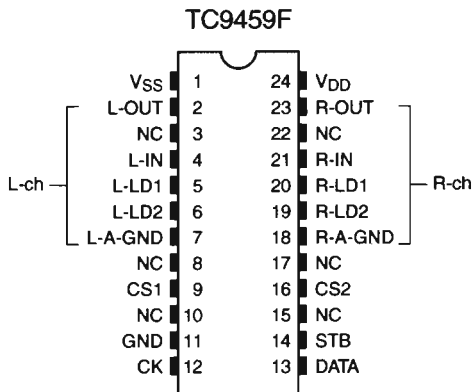 TC9459F
VSS 1 24 VDD
L-OUT 2 23 R-OUT
NC 3 22 NC
L-IN 4 21 R-IN
L-ch L-LD1 5 20 R-LD1 R-ch
L-LD2 6 19 R-LD2
L-A-GND 7 18 R-A-GND
NC 8 17 NC
CS1 9 16 CS2
NC 10 15 NC
GND 11 14 STB
CK 12 13 DATA